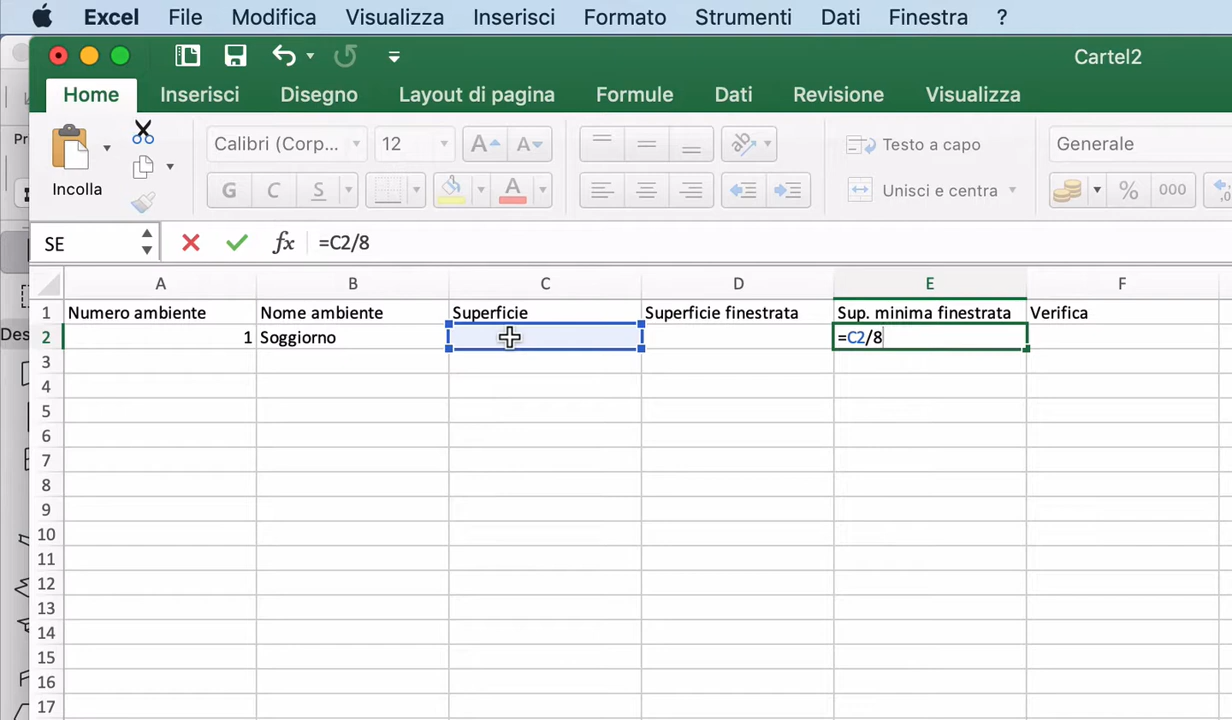 Excel File Modifica Visualizza Inserisci Formato Strumenti Dati Finestra ?
Cartel2
Home Inserisci Disegno Layout di pagina Formule Dati Revisione Visualizza
Incolla
Calibri (Corp... 12 A A Testo a capo Generale
G C S A Unisci e centra % 000
SE fx =C2/8
A B C D E F
1 Numero ambiente Nome ambiente Superficie Superficie finestrata Sup. minima finestrata Verifica
2 1 Soggiorno =C2/8
3
4
5
6
7
8
9
10
11
12
13
14
15
16
17